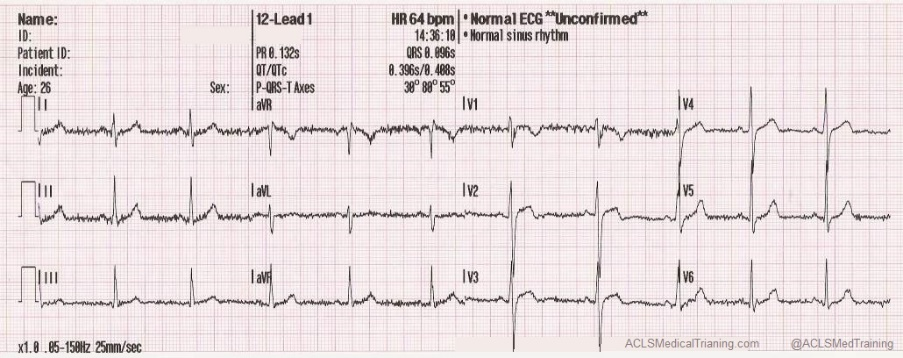 Name:
ID:
Patient ID:
Incident:
Age: 26 Sex:
12-Lead 1 HR 64 bpm
14:36:10
PR 0.132s QRS 0.096s
QT/QTc 0.396s/0.408s
P-QRS-T Axes 30° 80° 55°
• Normal ECG **Unconfirmed**
• Normal sinus rhythm
I aVR V1 V4
II aVL V2 V5
III aVF V3 V6
x1.0 .05-150Hz 25mm/sec
ACLSMedicalTrianing.com @ACLSMedTraining